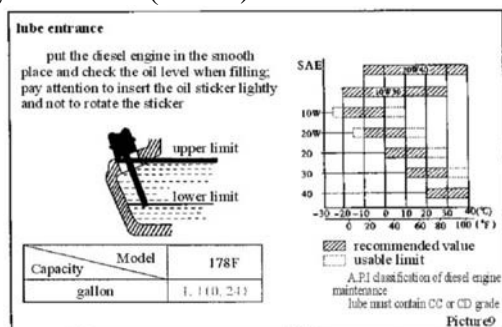 lube entrance
put the diesel engine in the smooth
place and check the oil level when filling;
pay attention to insert the oil sticker lightly
and not to rotate the sticker
upper limit
lower limit
Capacity Model 178F
gallon
SAE
10W
20W
20
30
40
-30 -20 -10 0 10 20 30 40(°C)
0 20 40 60 80 100 (°F)
recommended value
usable limit
A.P.I classification of diesel engine
maintenance
lube must contain CC or CD grade
Picture9